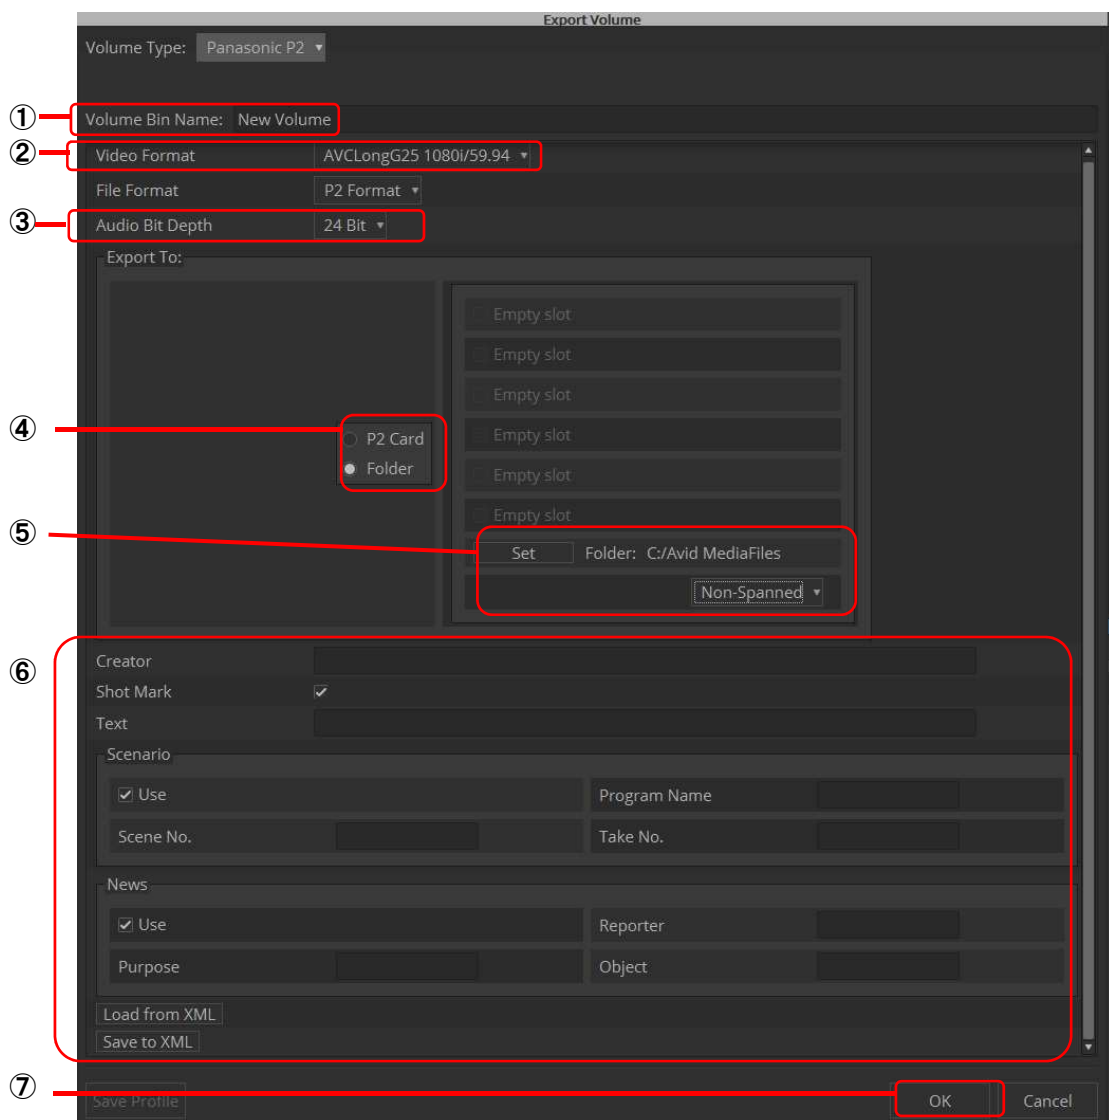 Export Volume
Volume Type: Panasonic P2
① Volume Bin Name: New Volume
② Video Format AVCLongG25 1080i/59.94
File Format P2 Format
③ Audio Bit Depth 24 Bit
Export To:
Empty slot
Empty slot
Empty slot
Empty slot
④ P2 Card
Folder
Empty slot
Empty slot
⑤ Set Folder: C:/Avid MediaFiles
Non-Spanned
⑥ Creator
Shot Mark
Text
Scenario
Use Program Name
Scene No. Take No.
News
Use Reporter
Purpose Object
Load from XML
Save to XML
⑦ Save Profile OK Cancel